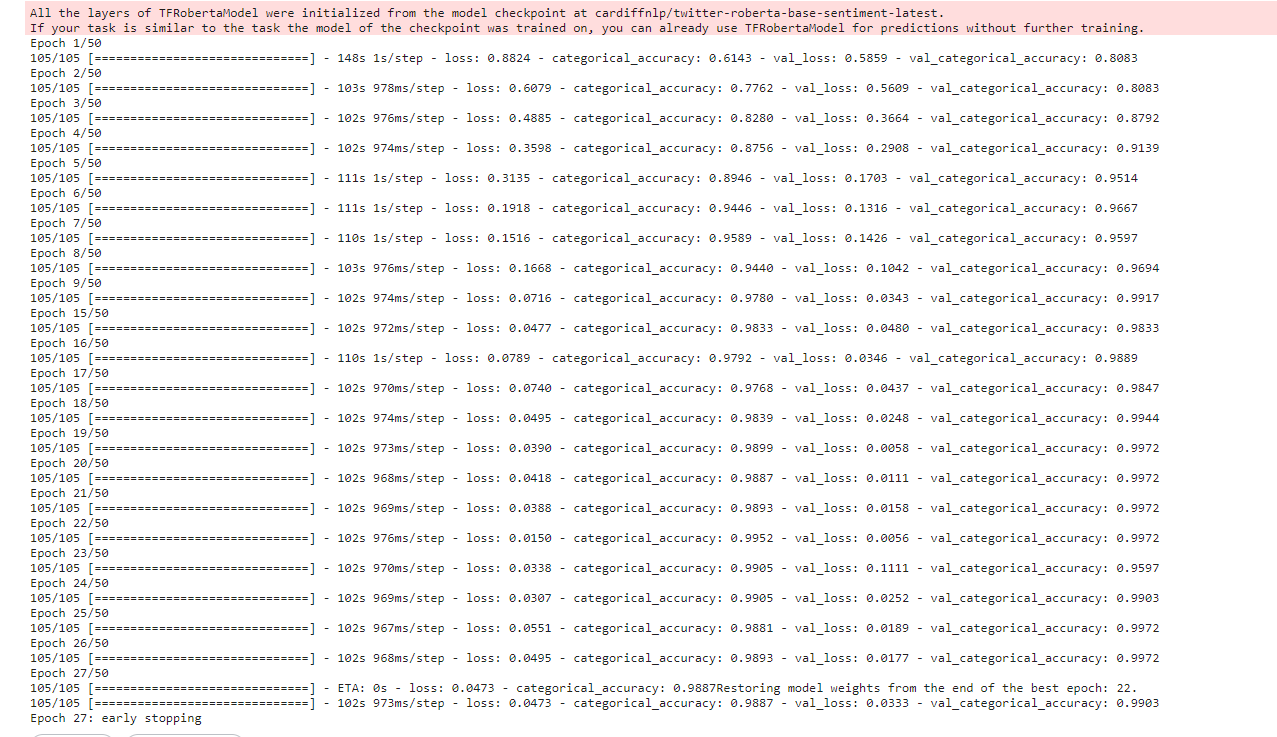 All the layers of TFRobertaModel were initialized from the model checkpoint at cardiffnlp/twitter-roberta-base-sentiment-latest.
If your task is similar to the task the model of the checkpoint was trained on, you can already use TFRobertaModel for predictions without further training.
Epoch 1/50
105/105 [==============================] - 148s 1s/step - loss: 0.8824 - categorical_accuracy: 0.6143 - val_loss: 0.5859 - val_categorical_accuracy: 0.8083
Epoch 2/50
105/105 [==============================] - 103s 978ms/step - loss: 0.6079 - categorical_accuracy: 0.7762 - val_loss: 0.5609 - val_categorical_accuracy: 0.8083
Epoch 3/50
105/105 [==============================] - 102s 976ms/step - loss: 0.4885 - categorical_accuracy: 0.8280 - val_loss: 0.3664 - val_categorical_accuracy: 0.8792
Epoch 4/50
105/105 [==============================] - 102s 974ms/step - loss: 0.3598 - categorical_accuracy: 0.8756 - val_loss: 0.2908 - val_categorical_accuracy: 0.9139
Epoch 5/50
105/105 [==============================] - 111s 1s/step - loss: 0.3135 - categorical_accuracy: 0.8946 - val_loss: 0.1703 - val_categorical_accuracy: 0.9514
Epoch 6/50
105/105 [==============================] - 111s 1s/step - loss: 0.1918 - categorical_accuracy: 0.9446 - val_loss: 0.1316 - val_categorical_accuracy: 0.9667
Epoch 7/50
105/105 [==============================] - 110s 1s/step - loss: 0.1516 - categorical_accuracy: 0.9589 - val_loss: 0.1426 - val_categorical_accuracy: 0.9597
Epoch 8/50
105/105 [==============================] - 103s 976ms/step - loss: 0.1668 - categorical_accuracy: 0.9440 - val_loss: 0.1042 - val_categorical_accuracy: 0.9694
Epoch 9/50
105/105 [==============================] - 102s 974ms/step - loss: 0.0716 - categorical_accuracy: 0.9780 - val_loss: 0.0343 - val_categorical_accuracy: 0.9917
Epoch 15/50
105/105 [==============================] - 102s 972ms/step - loss: 0.0477 - categorical_accuracy: 0.9833 - val_loss: 0.0480 - val_categorical_accuracy: 0.9833
Epoch 16/50
105/105 [==============================] - 110s 1s/step - loss: 0.0789 - categorical_accuracy: 0.9792 - val_loss: 0.0346 - val_categorical_accuracy: 0.9889
Epoch 17/50
105/105 [==============================] - 102s 970ms/step - loss: 0.0740 - categorical_accuracy: 0.9768 - val_loss: 0.0437 - val_categorical_accuracy: 0.9847
Epoch 18/50
105/105 [==============================] - 102s 974ms/step - loss: 0.0495 - categorical_accuracy: 0.9839 - val_loss: 0.0248 - val_categorical_accuracy: 0.9944
Epoch 19/50
105/105 [==============================] - 102s 973ms/step - loss: 0.0390 - categorical_accuracy: 0.9899 - val_loss: 0.0058 - val_categorical_accuracy: 0.9972
Epoch 20/50
105/105 [==============================] - 102s 968ms/step - loss: 0.0418 - categorical_accuracy: 0.9887 - val_loss: 0.0111 - val_categorical_accuracy: 0.9972
Epoch 21/50
105/105 [==============================] - 102s 969ms/step - loss: 0.0388 - categorical_accuracy: 0.9893 - val_loss: 0.0158 - val_categorical_accuracy: 0.9972
Epoch 22/50
105/105 [==============================] - 102s 976ms/step - loss: 0.0150 - categorical_accuracy: 0.9952 - val_loss: 0.0056 - val_categorical_accuracy: 0.9972
Epoch 23/50
105/105 [==============================] - 102s 970ms/step - loss: 0.0338 - categorical_accuracy: 0.9905 - val_loss: 0.1111 - val_categorical_accuracy: 0.9597
Epoch 24/50
105/105 [==============================] - 102s 969ms/step - loss: 0.0307 - categorical_accuracy: 0.9905 - val_loss: 0.0252 - val_categorical_accuracy: 0.9903
Epoch 25/50
105/105 [==============================] - 102s 967ms/step - loss: 0.0551 - categorical_accuracy: 0.9881 - val_loss: 0.0189 - val_categorical_accuracy: 0.9972
Epoch 26/50
105/105 [==============================] - 102s 968ms/step - loss: 0.0495 - categorical_accuracy: 0.9893 - val_loss: 0.0177 - val_categorical_accuracy: 0.9972
Epoch 27/50
105/105 [==============================] - ETA: 0s - loss: 0.0473 - categorical_accuracy: 0.9887Restoring model weights from the end of the best epoch: 22.
105/105 [==============================] - 102s 973ms/step - loss: 0.0473 - categorical_accuracy: 0.9887 - val_loss: 0.0333 - val_categorical_accuracy: 0.9903
Epoch 27: early stopping